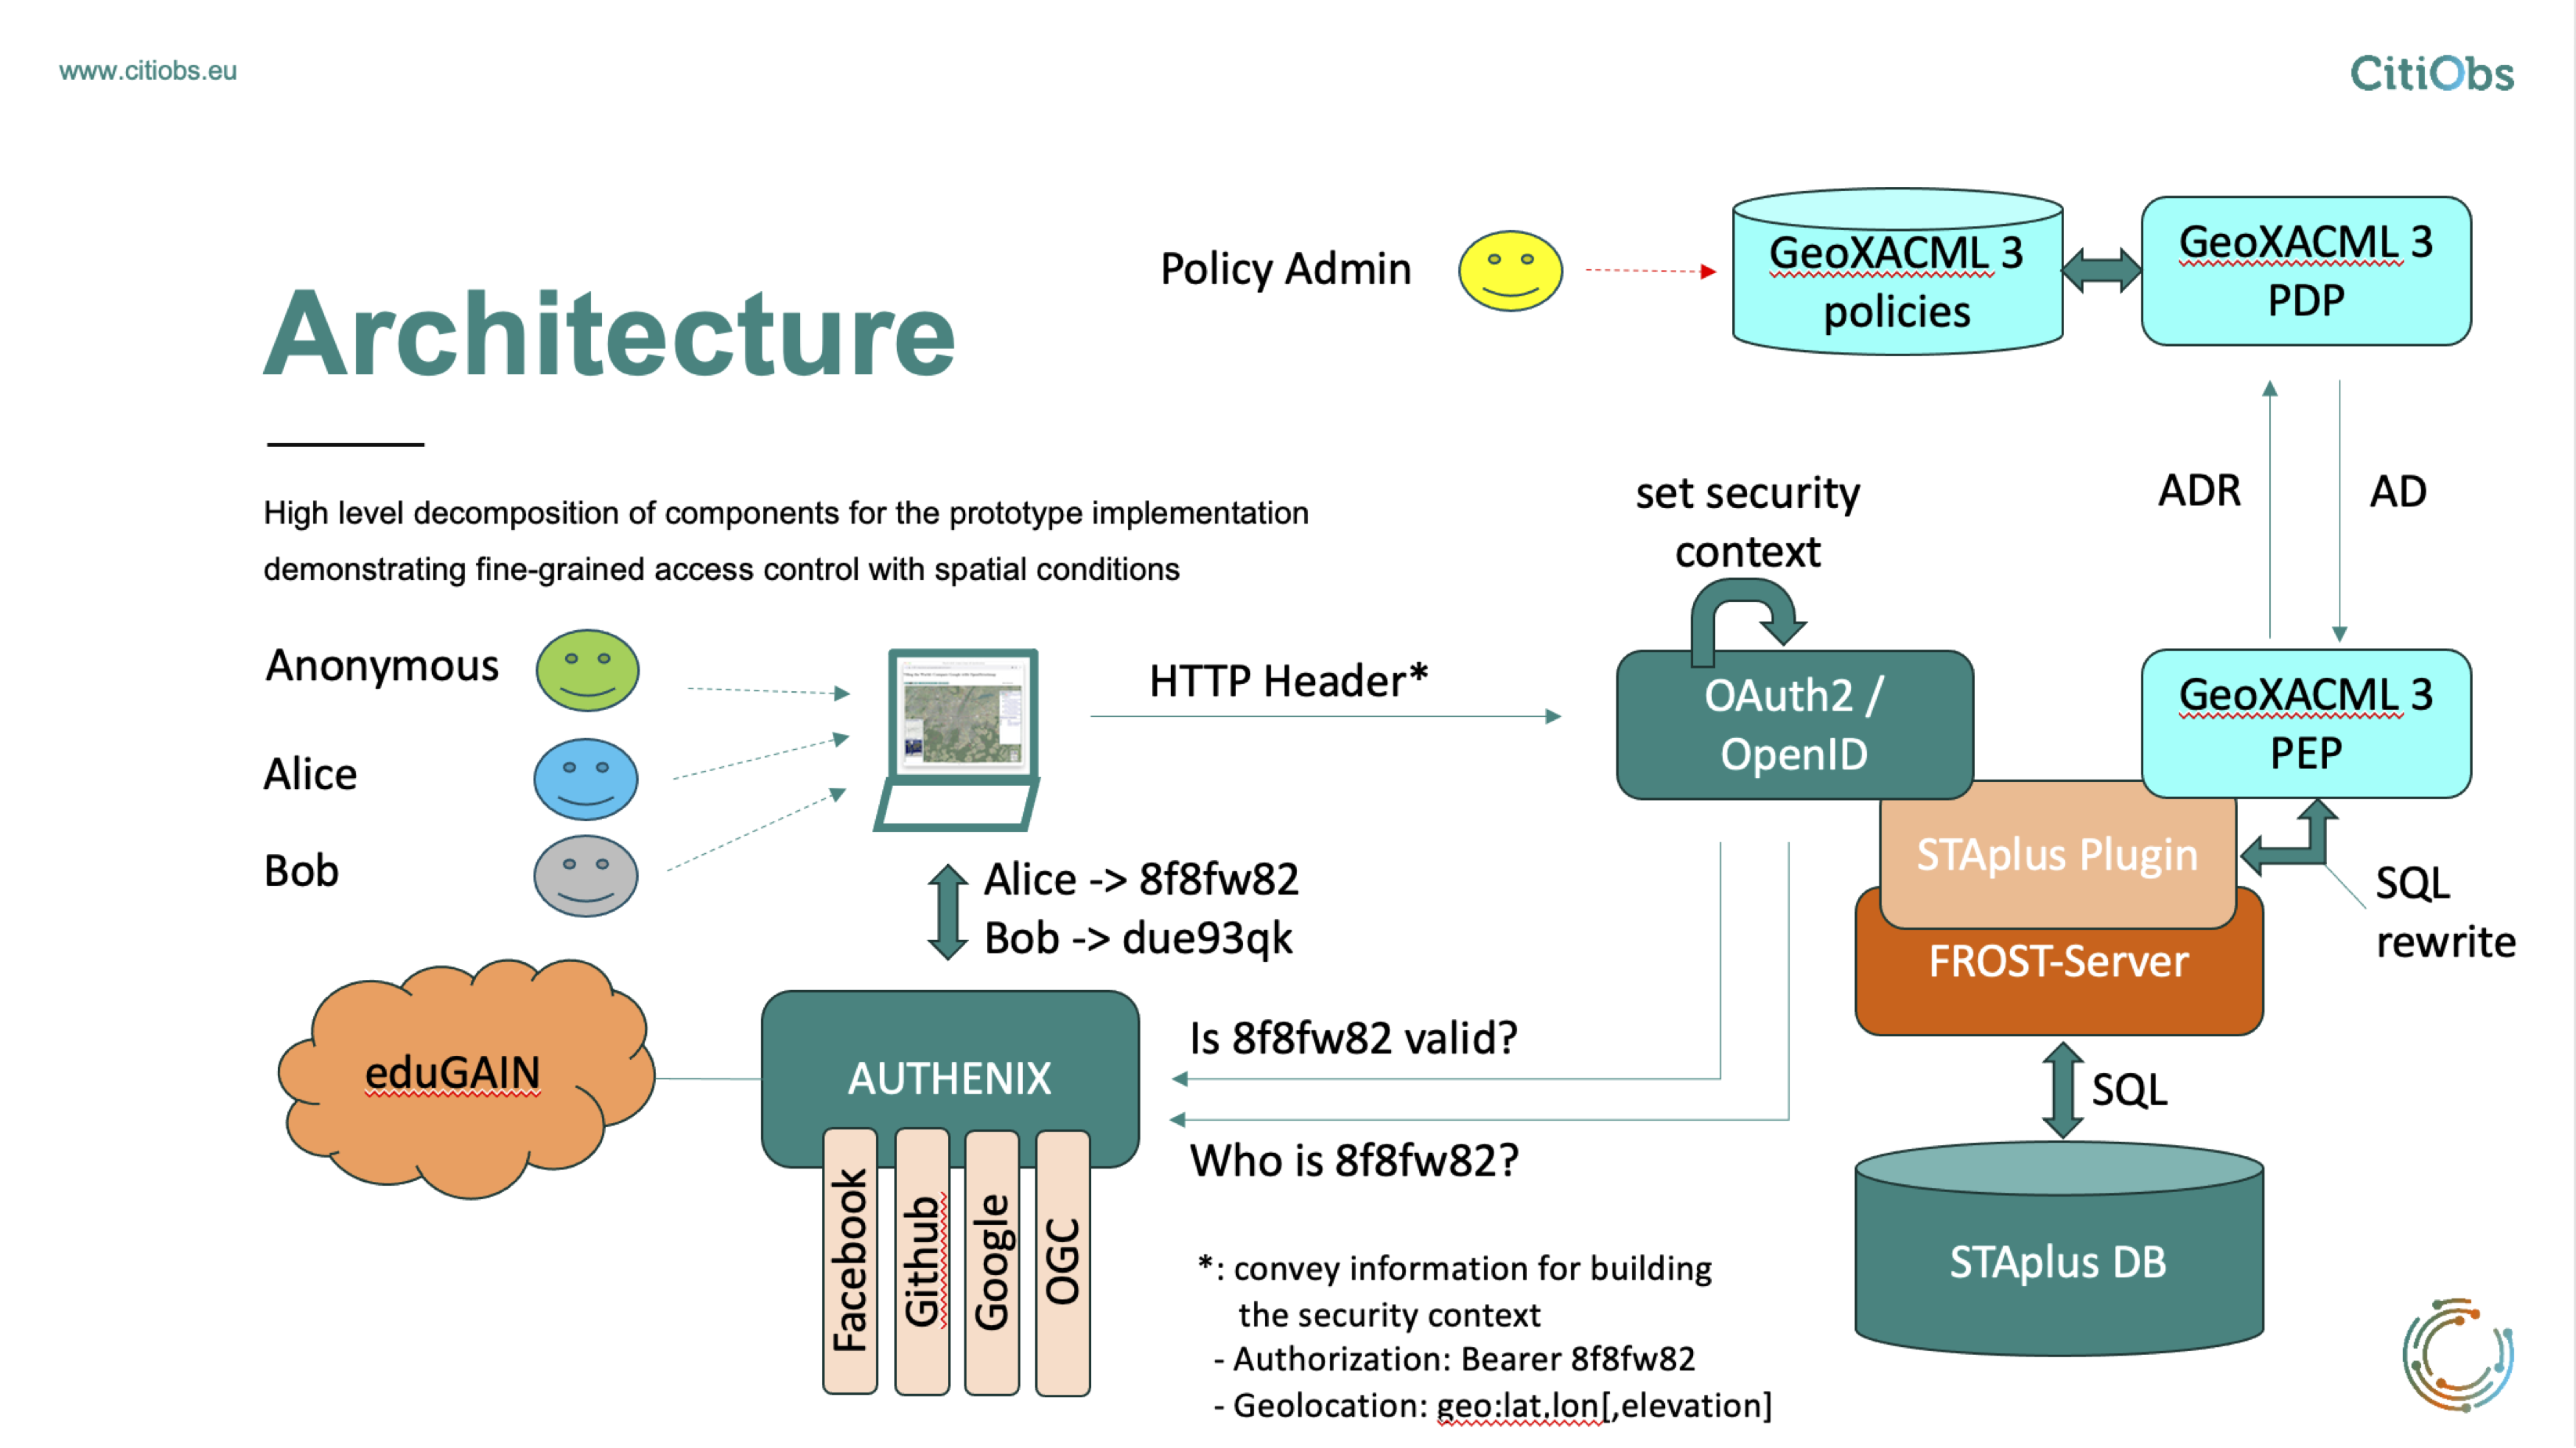 www.citiobs.eu
CitiObs
Architecture
High level decomposition of components for the prototype implementation
demonstrating fine-grained access control with spatial conditions
Policy Admin
GeoXACML 3
policies
GeoXACML 3
PDP
ADR
AD
set security
context
Anonymous
Alice
Bob
HTTP Header*
OAuth2 /
OpenID
GeoXACML 3
PEP
STAplus Plugin
SQL
rewrite
FROST-Server
Alice -> 8f8fw82
Bob -> due93qk
eduGAIN
AUTHENIX
Is 8f8fw82 valid?
Who is 8f8fw82?
SQL
STAplus DB
Facebook
Github
Google
OGC
*: convey information for building
the security context
- Authorization: Bearer 8f8fw82
- Geolocation: geo:lat,lon[,elevation]